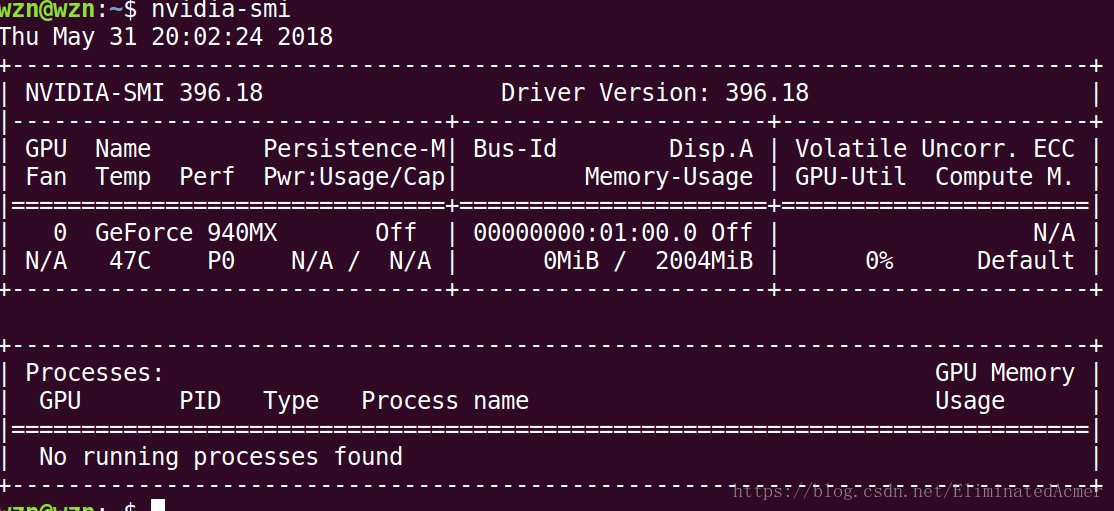 wzn@wzn:~$ nvidia-smi
Thu May 31 20:02:24 2018
+-----------------------------------------------------------------------------+
| NVIDIA-SMI 396.18                 Driver Version: 396.18                    |
|-------------------------------+----------------------+----------------------+
| GPU  Name        Persistence-M| Bus-Id        Disp.A | Volatile Uncorr. ECC |
| Fan  Temp  Perf  Pwr:Usage/Cap|         Memory-Usage | GPU-Util  Compute M. |
|===============================+======================+======================|
|   0  GeForce 940MX       Off  | 00000000:01:00.0 Off |                  N/A |
| N/A   47C    P0    N/A /  N/A |      0MiB /  2004MiB |      0%      Default |
+-------------------------------+----------------------+----------------------+
+-----------------------------------------------------------------------------+
| Processes:                                                       GPU Memory |
|  GPU       PID   Type   Process name                             Usage      |
|=============================================================================|
|  No running processes found                                                 |
+-----------------------------------------------------------------------------+
https://blog.csdn.net/EliminatedAcmer
wzn@wzn:~$